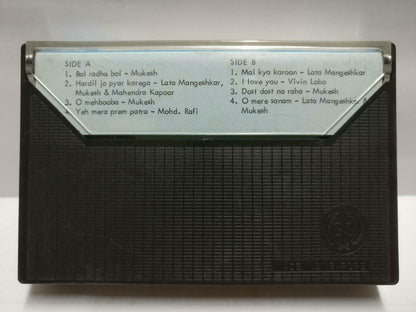 SIDE A
1. Bol radha bol - Mukesh
2. Hardil jo pyar karega - Lata Mangeshkar,
Mukesh & Mahendra Kapoor
3. O mehbooba - Mukesh
4. Yeh mera prem patra - Mohd. Rafi
SIDE B
1. Mai kya karoon - Lata Mangeshkar
2. I love you - Vivin Lobo
3. Dost dost na raha - Mukesh
4. O mere sanam - Lata Mangeshkar &
Mukesh